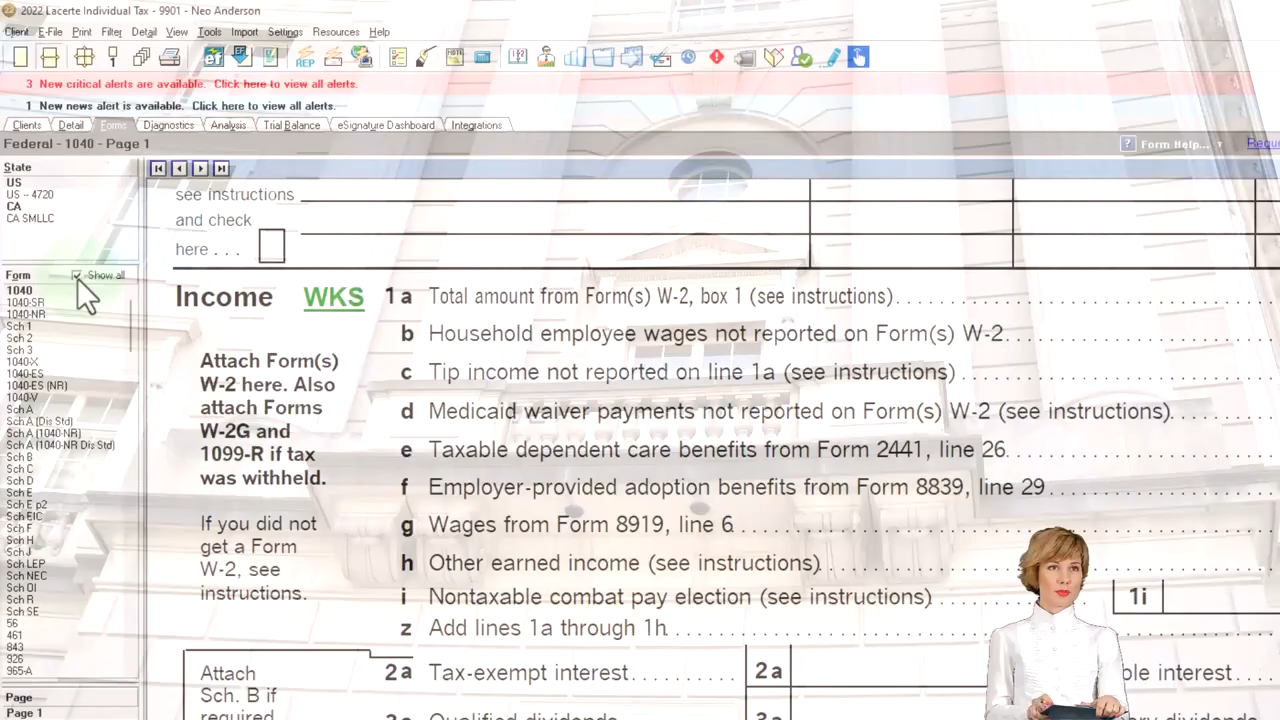 2022 Lacerte Individual Tax - 9901 - Neo Anderson
Client E-File Print Filter Detail View Tools Import Settings Resources Help
3 New critical alerts are available. Click here to view all alerts.
1 New news alert is available. Click here to view all alerts.
Clients Detail Forms Diagnostics Analysis Trial Balance eSignature Dashboard Integrations
Federal - 1040 - Page 1
? Form Help...
State
US
US -- 4720
CA
CA SMLLC
Form Show all
1040
1040-SR
1040-NR
Sch 1
Sch 2
Sch 3
1040-X
1040-ES
1040-ES (NR)
1040-V
Sch A
Sch A (Dis Std)
Sch A (1040-NR)
Sch A (1040-NR Dis Std)
Sch B
Sch C
Sch D
Sch E
Sch E p2
Sch EIC
Sch F
Sch H
Sch J
Sch LEP
Sch NEC
Sch OI
Sch R
Sch SE
56
461
843
926
965-A
Page
Page 1
see instructions
and check
here . . .
Income WKS
Attach Form(s)
W-2 here. Also
attach Forms
W-2G and
1099-R if tax
was withheld.
If you did not
get a Form
W-2, see
instructions.
1a Total amount from Form(s) W-2, box 1 (see instructions)
b Household employee wages not reported on Form(s) W-2
c Tip income not reported on line 1a (see instructions)
d Medicaid waiver payments not reported on Form(s) W-2 (see instructions)
e Taxable dependent care benefits from Form 2441, line 26
f Employer-provided adoption benefits from Form 8839, line 29
g Wages from Form 8919, line 6
h Other earned income (see instructions)
i Nontaxable combat pay election (see instructions) 1i
z Add lines 1a through 1h
Attach
Sch. B if
required.
2a Tax-exempt interest 2a ble interest
3a Qualified dividends 3a ry dividends